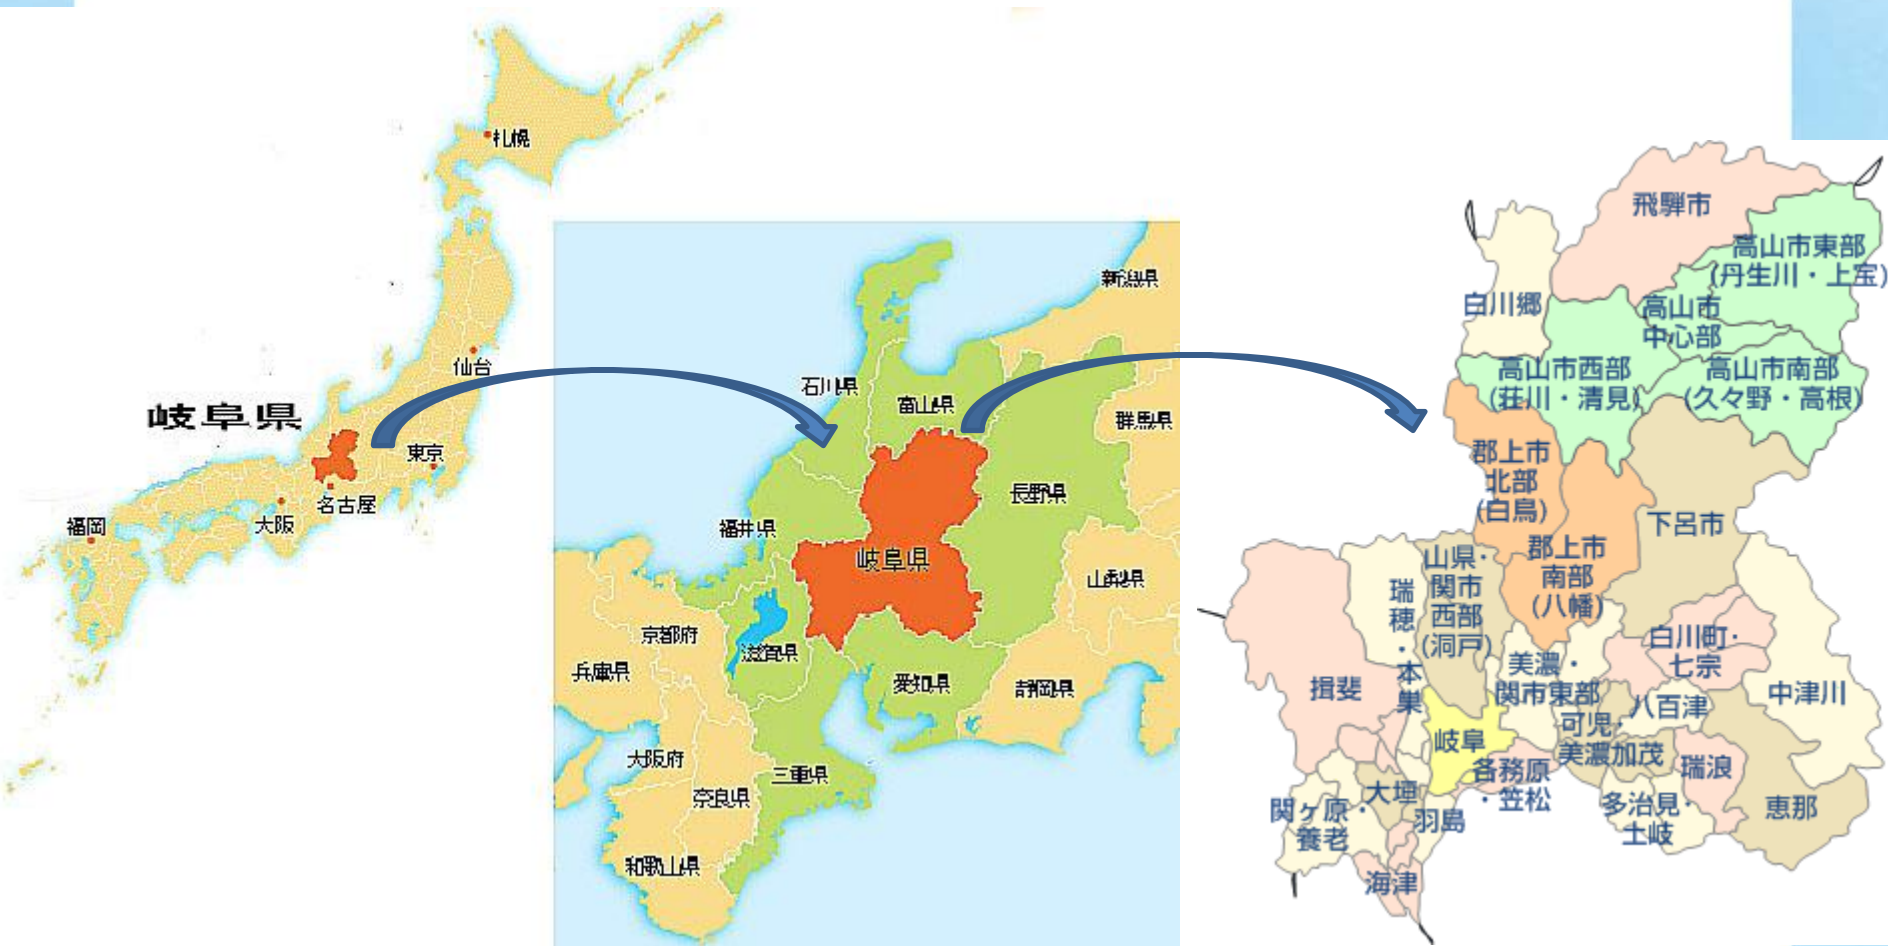 札幌
仙台
岐阜県
東京
名古屋
大阪
福岡
新潟県
石川県
富山県
群馬県
長野県
福井県
岐阜県
山梨県
京都府
滋賀県
兵庫県
愛知県
静岡県
大阪府
三重県
奈良県
和歌山県
飛騨市
高山市東部
(丹生川・上宝)
白川郷
高山市
中心部
高山市西部
(荘川・清見)
高山市南部
(久々野・高根)
郡上市
北部
(白鳥)
下呂市
郡上市
南部
(八幡)
山県・
関市
西部
(洞戸)
瑞穂・本巣
揖斐
美濃・
関市東部
白川町・
七宗
中津川
八百津
可児・
美濃加茂
岐阜
各務原
・笠松
瑞浪
大垣
羽島
関ヶ原・
養老
多治見・
土岐
恵那
海津